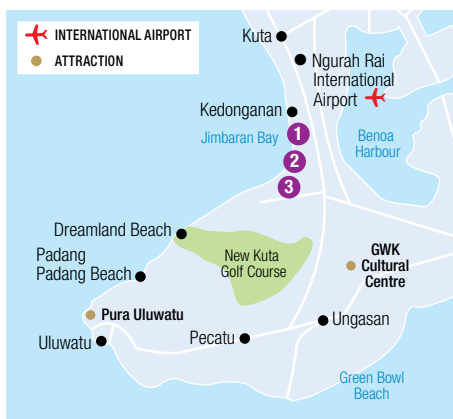 INTERNATIONAL AIRPORT
ATTRACTION
Kuta
Ngurah Rai
International
Airport
Kedonganan
Jimbaran Bay
1
2
3
Benoa
Harbour
Dreamland Beach
New Kuta
Golf Course
GWK
Cultural
Centre
Padang
Padang Beach
Pura Uluwatu
Uluwatu
Pecatu
Ungasan
Green Bowl
Beach